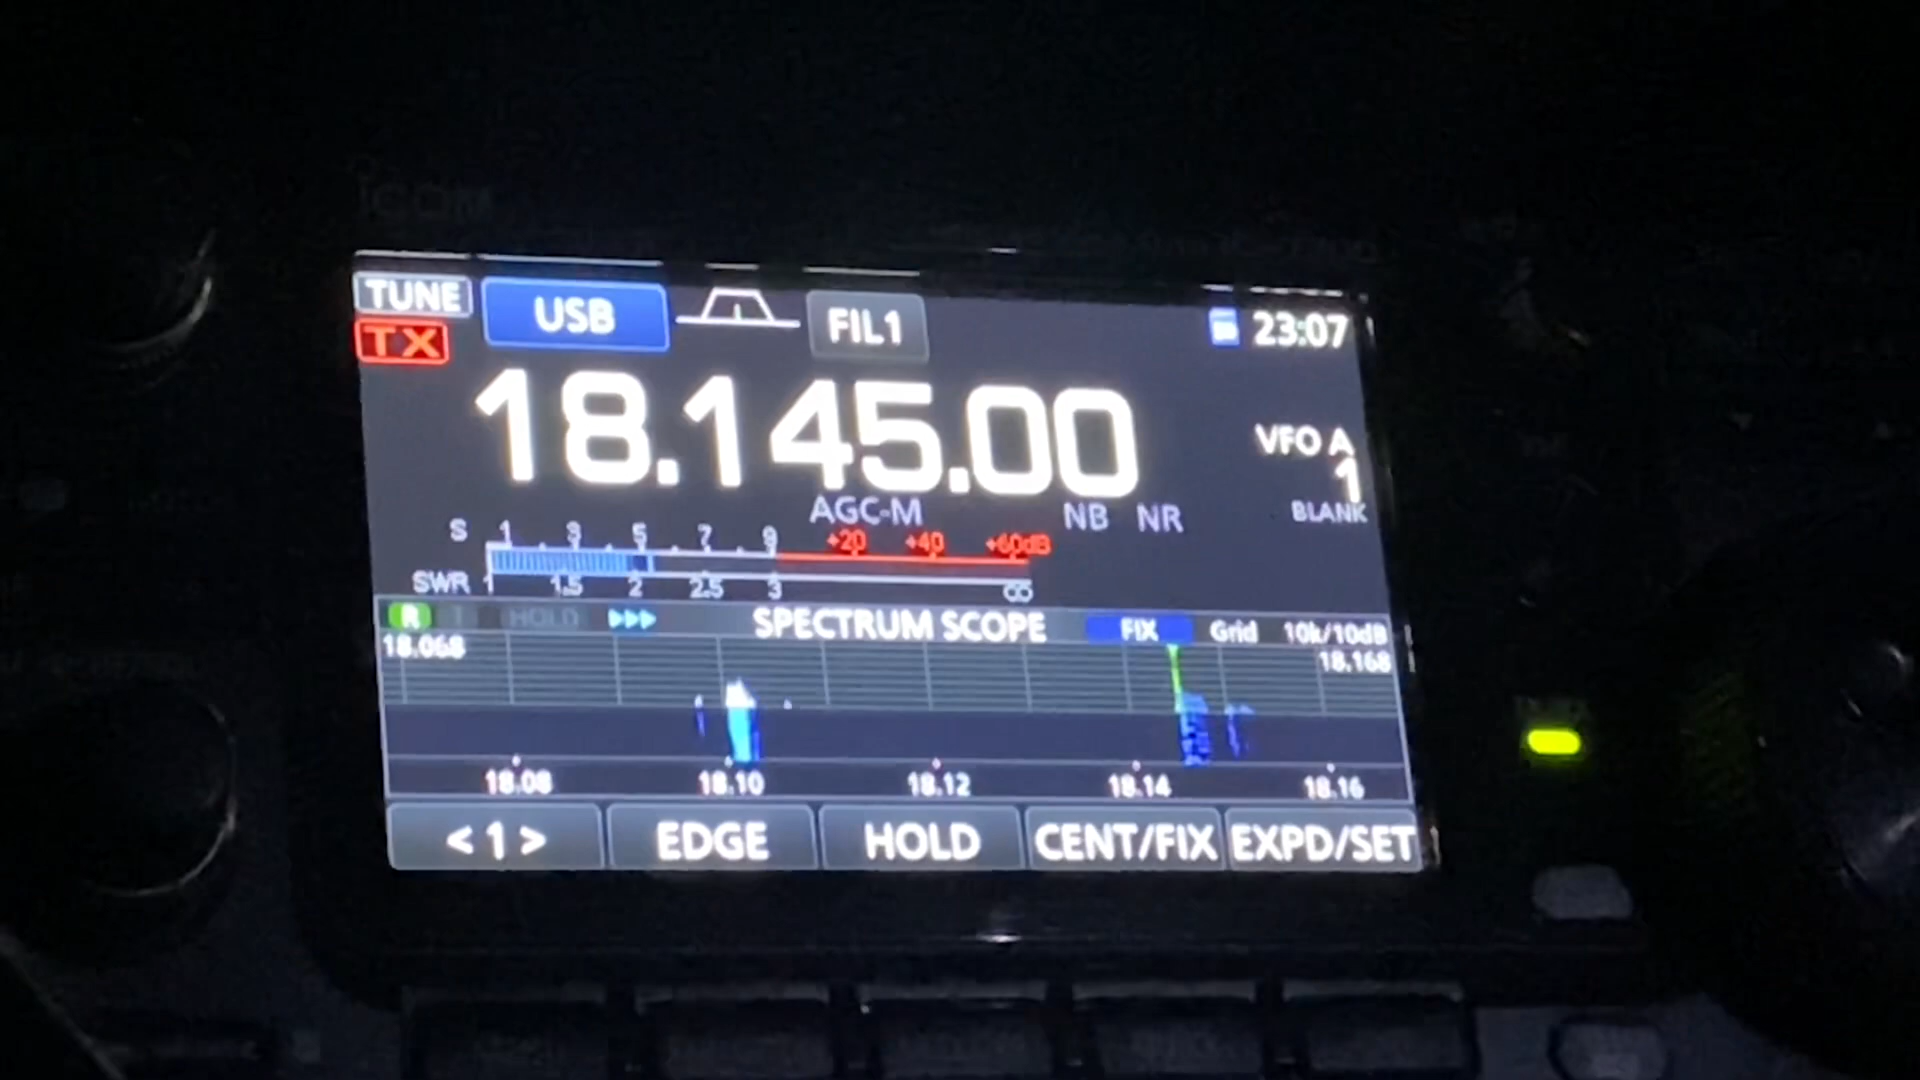 ICOM
TUNE USB FIL1 23:07
TX
18.145.00
VFO A
1
AGC-M NB NR BLANK
S 1 3 5 7 9 +20 +40 +60dB
SWR 1 1.5 2 2.5 3 ∞
R T HOLD SPECTRUM SCOPE FIX Grid 10k/10dB
18.068 18.168
18.08 18.10 18.12 18.14 18.16
<1> EDGE HOLD CENT/FIX EXPD/SET